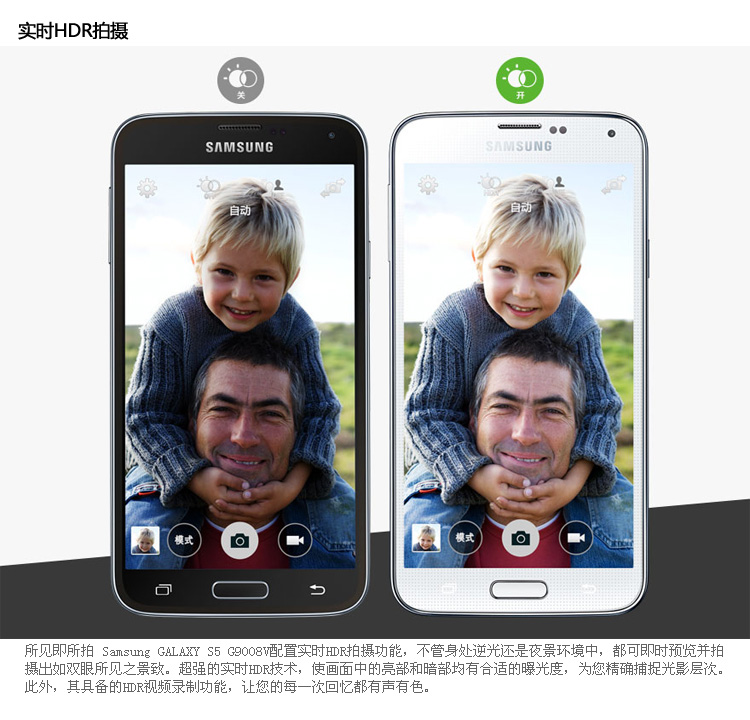 实时HDR拍摄
关
开
SAMSUNG
SAMSUNG
自动
自动
模式
模式
所见即所拍 Samsung GALAXY S5 G9008V配置实时HDR拍摄功能，不管身处逆光还是夜景环境中，都可即时预览并拍
摄出如双眼所见之景致。超强的实时HDR技术，使画面中的亮部和暗部均有合适的曝光度，为您精确捕捉光影层次。
此外，其具备的HDR视频录制功能，让您的每一次回忆都有声有色。